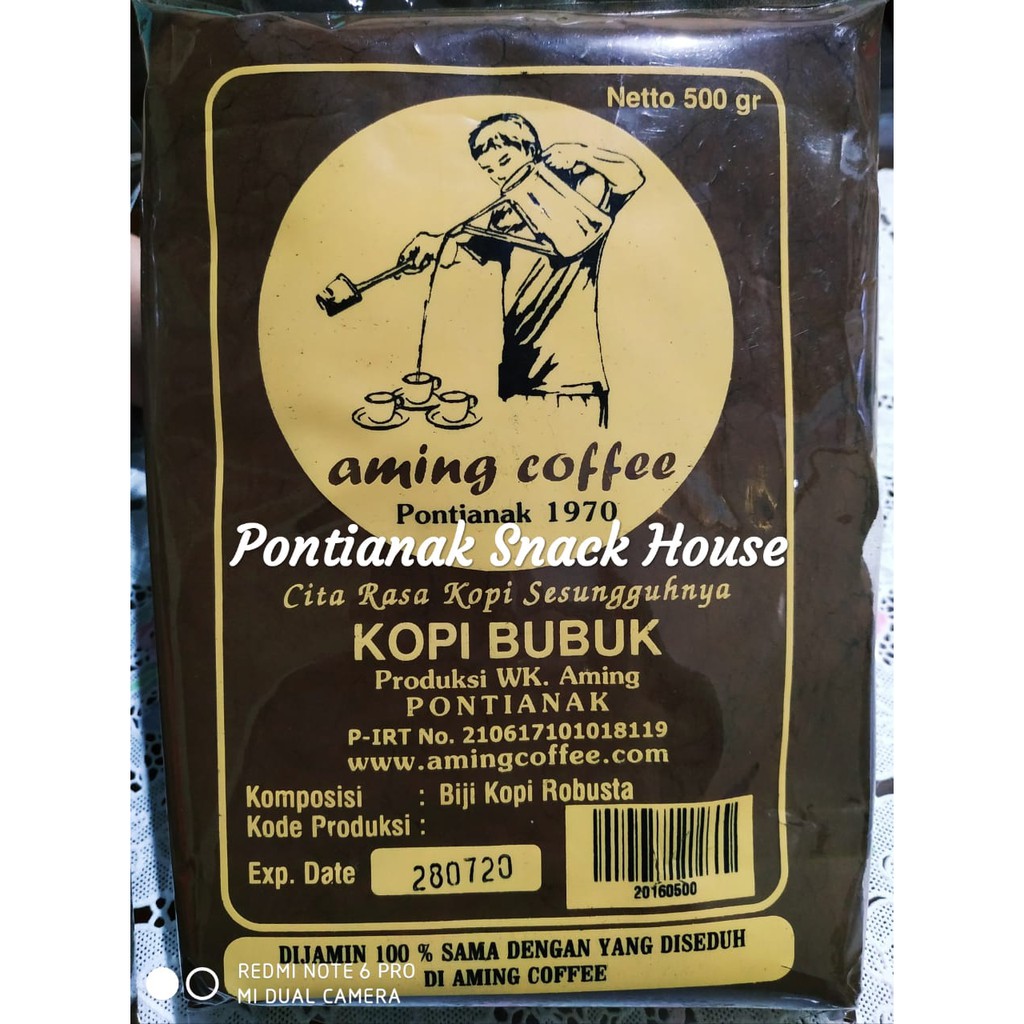 Netto 500 gr
aming coffee
Pontianak 1970
Pontianak Snack House
Cita Rasa Kopi Sesungguhnya
KOPI BUBUK
Produksi WK. Aming
PONTIANAK
P-IRT No. 210617101018119
www.amingcoffee.com
Komposisi : Biji Kopi Robusta
Kode Produksi :
Exp. Date 280720
20160500
DIJAMIN 100 % SAMA DENGAN YANG DISEDUH
DI AMING COFFEE
REDMI NOTE 6 PRO
MI DUAL CAMERA